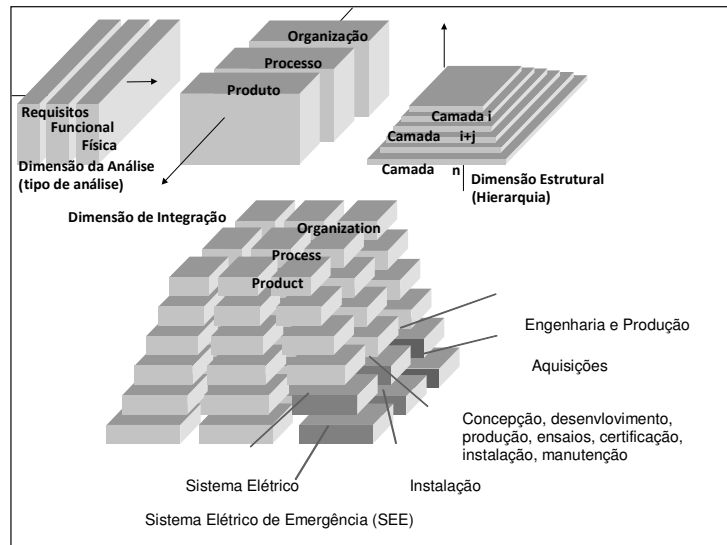 Organização
Processo
Produto
Requisitos
Funcional
Física
Dimensão da Análise
(tipo de análise)
Camada i
Camada i+j
Camada n
Dimensão Estrutural
(Hierarquia)
Dimensão de Integração
Organization
Process
Product
Engenharia e Produção
Aquisições
Concepção, desenvlovimento,
produção, ensaios, certificação,
instalação, manutenção
Sistema Elétrico
Instalação
Sistema Elétrico de Emergência (SEE)